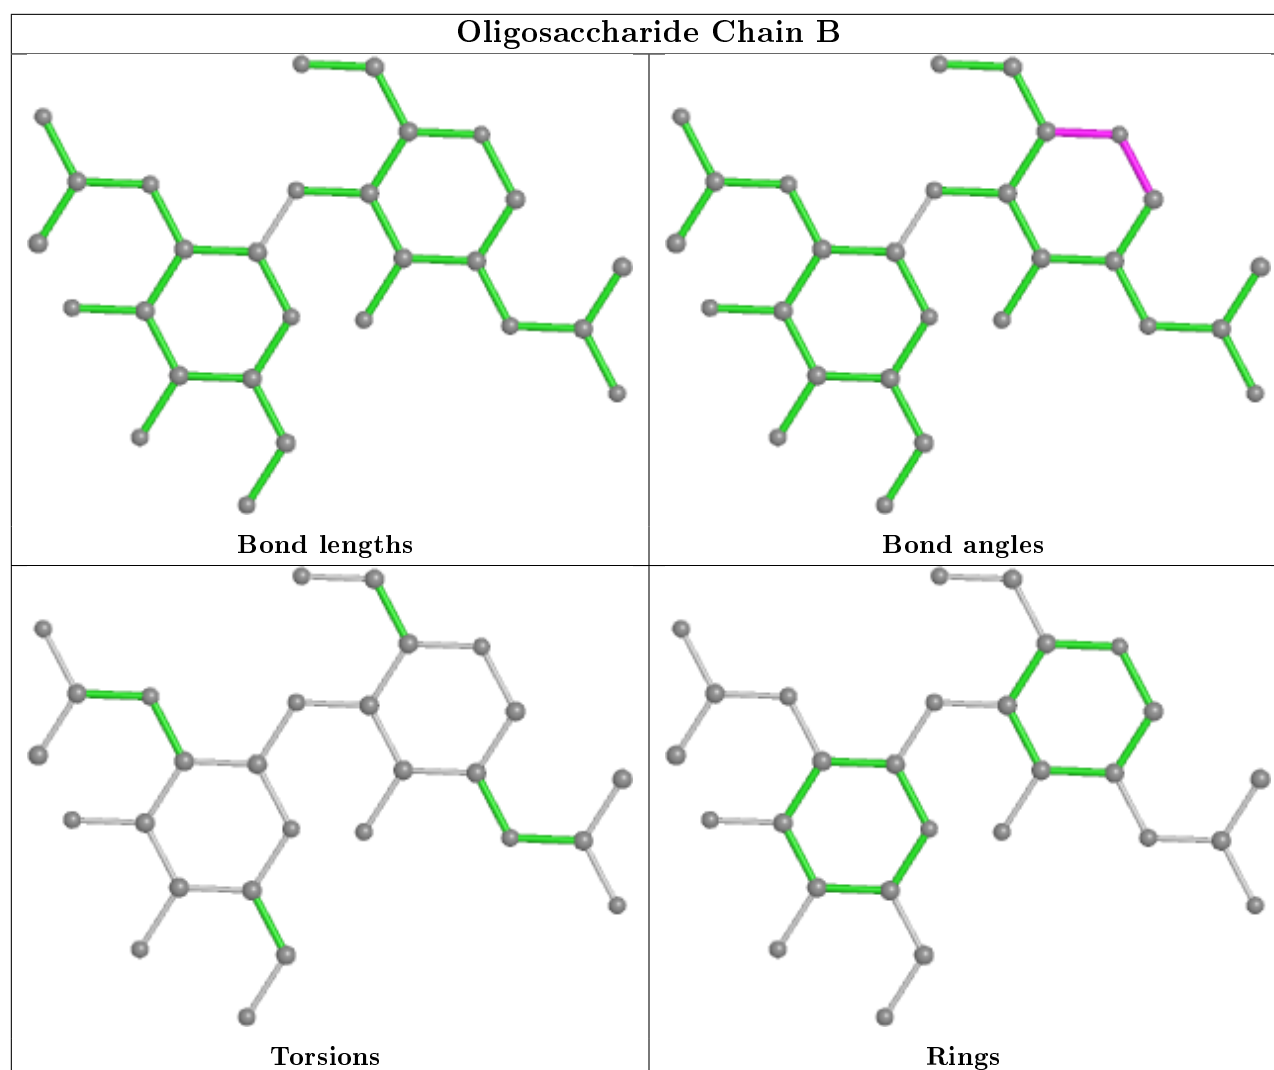 Oligosaccharide Chain B
Bond lengths
Bond angles
Torsions
Rings